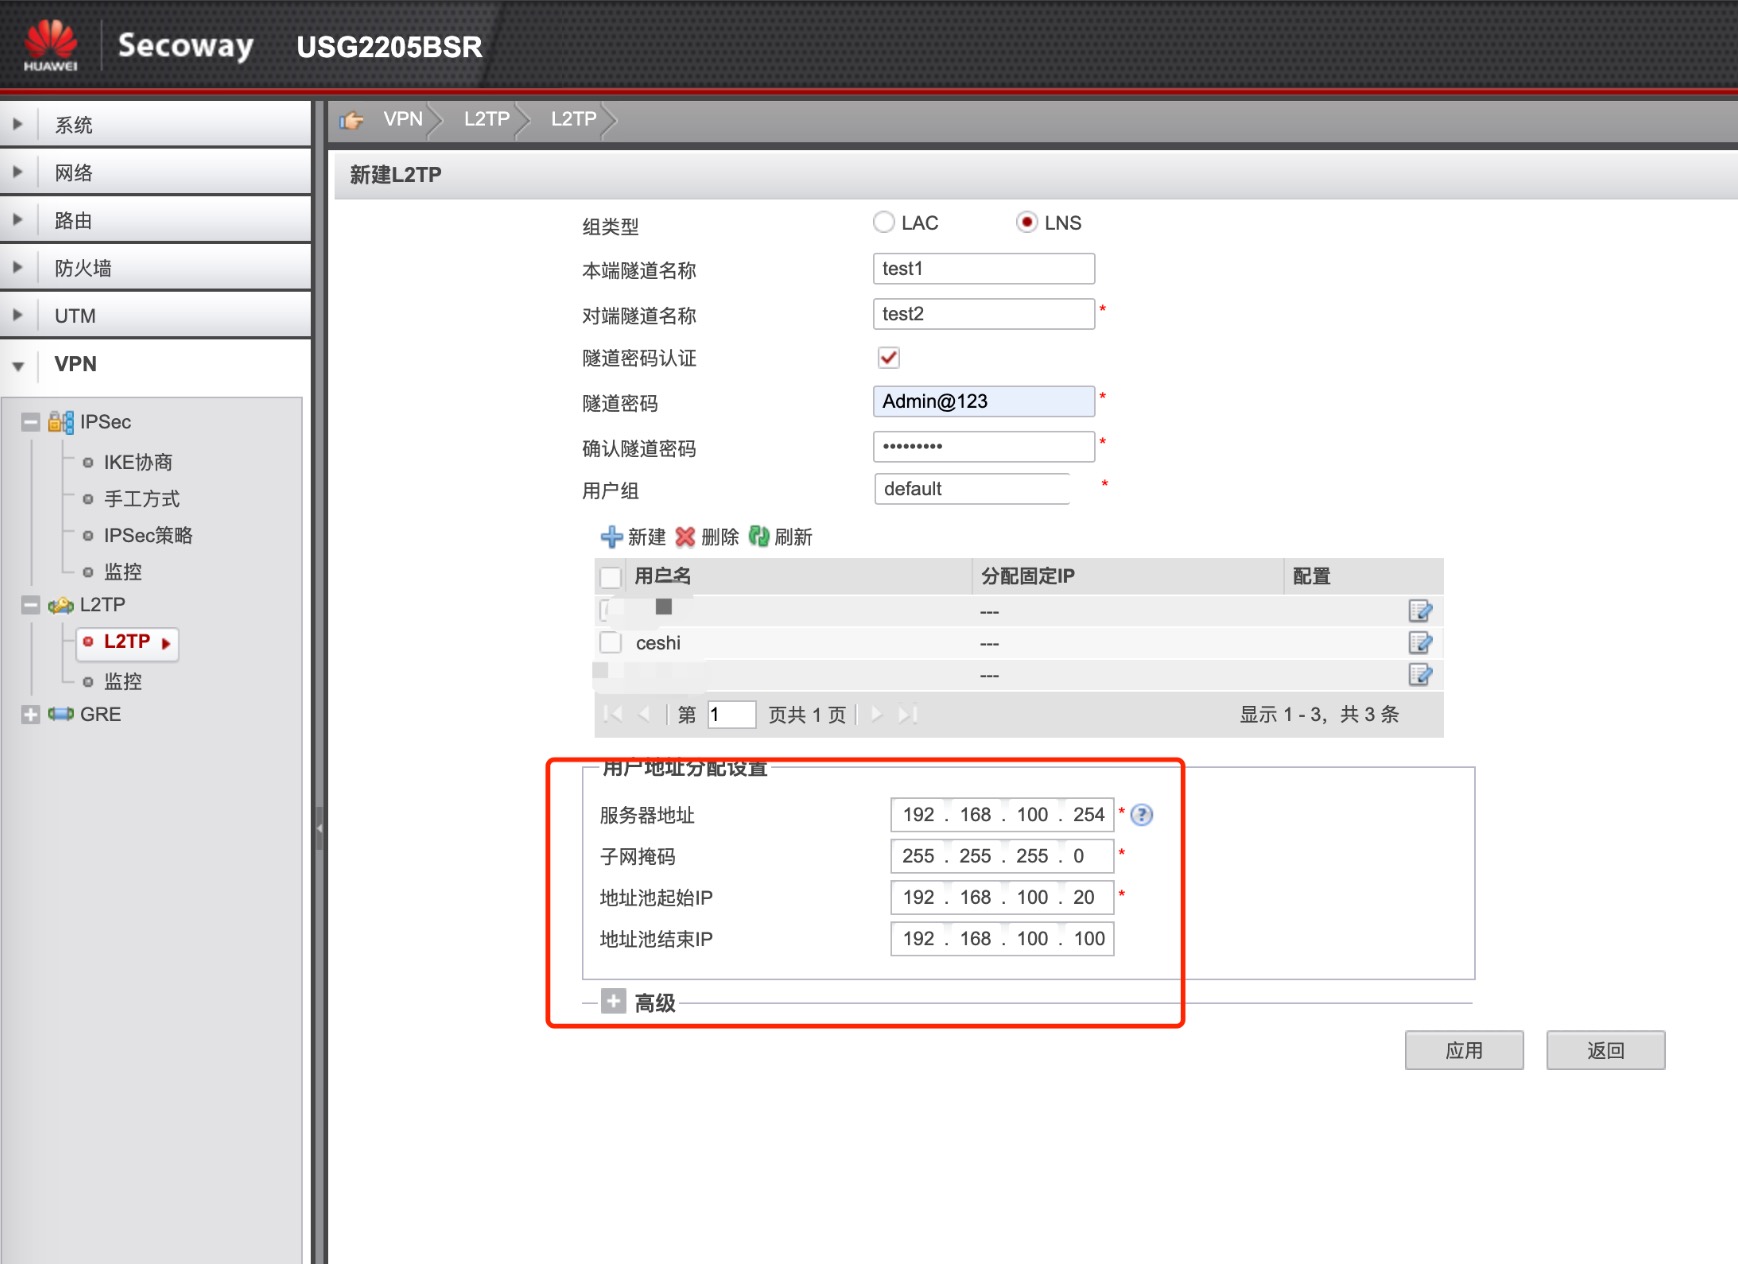 HUAWEI
Secoway USG2205BSR
系统
网络
路由
防火墙
UTM
VPN
IPSec
IKE协商
手工方式
IPSec策略
监控
L2TP
L2TP
监控
GRE
VPN L2TP L2TP
新建L2TP
组类型 LAC LNS
本端隧道名称 test1
对端隧道名称 test2 *
隧道密码认证
隧道密码 Admin@123 *
确认隧道密码 ••••••••• *
用户组 default *
新建 删除 刷新
用户名 分配固定IP 配置
---
ceshi ---
---
第 1 页共 1 页 显示 1 - 3，共 3 条
用户地址分配设置
服务器地址 192 . 168 . 100 . 254 * ?
子网掩码 255 . 255 . 255 . 0 *
地址池起始IP 192 . 168 . 100 . 20 *
地址池结束IP 192 . 168 . 100 . 100
高级
应用 返回